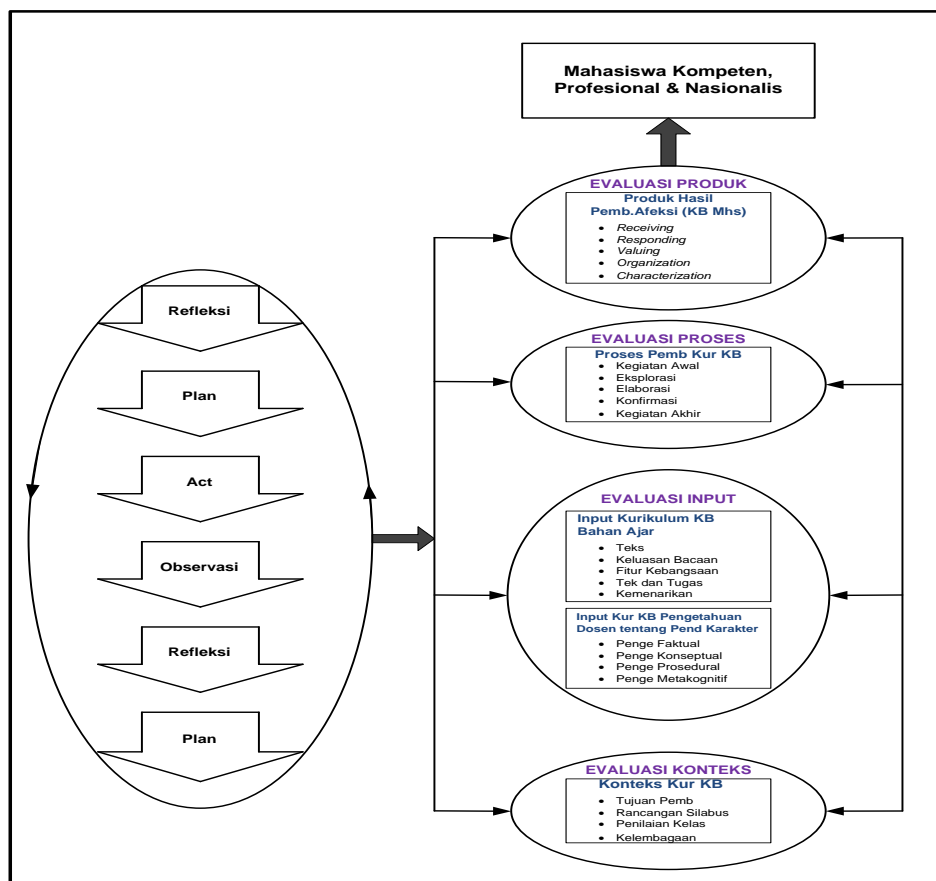 Mahasiswa Kompeten,
Profesional & Nasionalis
EVALUASI PRODUK
Produk Hasil
Pemb.Afeksi (KB Mhs)
• Receiving
• Responding
• Valuing
• Organization
• Characterization
EVALUASI PROSES
Proses Pemb Kur KB
• Kegiatan Awal
• Eksplorasi
• Elaborasi
• Konfirmasi
• Kegiatan Akhir
EVALUASI INPUT
Input Kurikulum KB
Bahan Ajar
• Teks
• Keluasan Bacaan
• Fitur Kebangsaan
• Tek dan Tugas
• Kemenarikan
Input Kur KB Pengetahuan
Dosen tentang Pend Karakter
• Penge Faktual
• Penge Konseptual
• Penge Prosedural
• Penge Metakognitif
EVALUASI KONTEKS
Konteks Kur KB
• Tujuan Pemb
• Rancangan Silabus
• Penilaian Kelas
• Kelembagaan
Refleksi
Plan
Act
Observasi
Refleksi
Plan